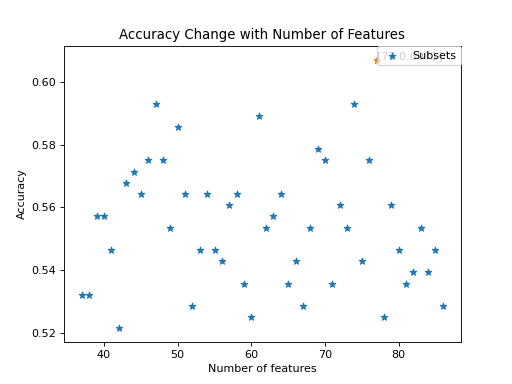 Accuracy Change with Number of Features
Subsets
0.60
0.58
0.56
0.54
0.52
Accuracy
40 50 60 70 80
Number of features